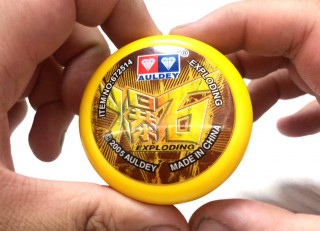 AULDEY
ITEM NO:672514
EXPLODING
爆石
EXPLODING
©2005 AULDEY
MADE IN CHINA